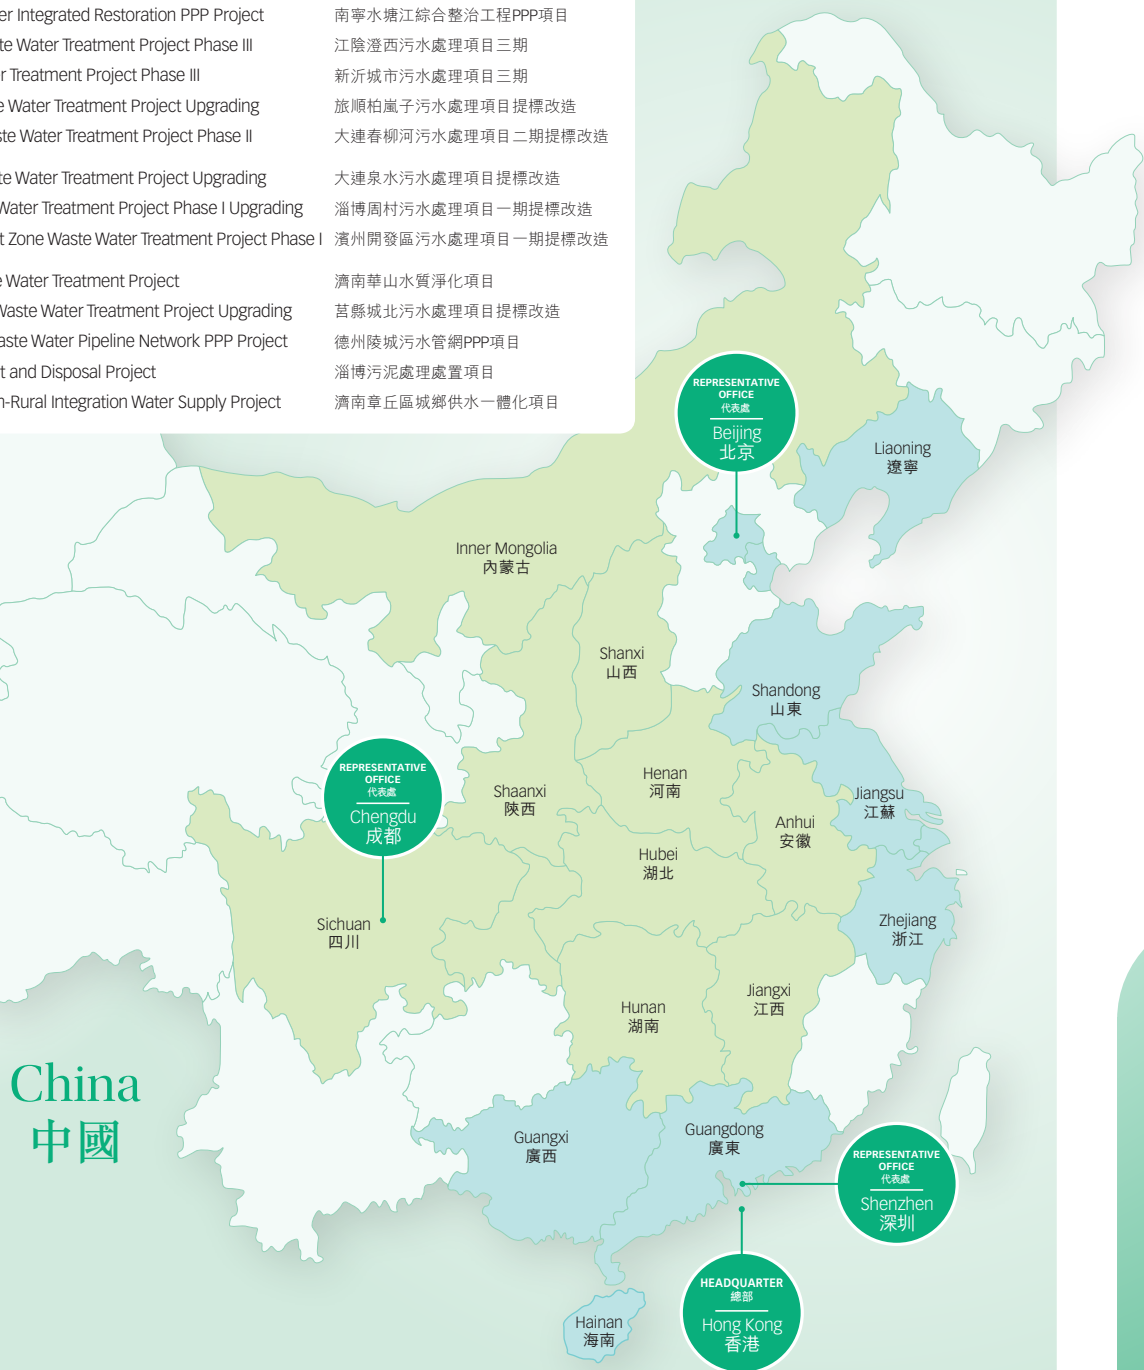 er Integrated Restoration PPP Project 南寧水塘江綜合整治工程PPP項目
te Water Treatment Project Phase III 江陰澄西污水處理項目三期
r Treatment Project Phase III 新沂城市污水處理項目三期
e Water Treatment Project Upgrading 旅順柏嵐子污水處理項目提標改造
ste Water Treatment Project Phase II 大連春柳河污水處理項目二期提標改造
te Water Treatment Project Upgrading 大連泉水污水處理項目提標改造
Water Treatment Project Phase I Upgrading 淄博周村污水處理項目一期提標改造
t Zone Waste Water Treatment Project Phase I 濱州開發區污水處理項目一期提標改造
e Water Treatment Project 濟南華山水質淨化項目
Waste Water Treatment Project Upgrading 莒縣城北污水處理項目提標改造
aste Water Pipeline Network PPP Project 德州陵城污水管網PPP項目
t and Disposal Project 淄博污泥處理處置項目
n-Rural Integration Water Supply Project 濟南章丘區城鄉供水一體化項目
REPRESENTATIVE
OFFICE
代表處
Beijing
北京
Liaoning
遼寧
Inner Mongolia
內蒙古
Shanxi
山西
Shandong
山東
REPRESENTATIVE
OFFICE
代表處
Chengdu
成都
Shaanxi
陝西
Henan
河南
Jiangsu
江蘇
Anhui
安徽
Hubei
湖北
Sichuan
四川
Zhejiang
浙江
Hunan
湖南
Jiangxi
江西
China
中國
Guangxi
廣西
Guangdong
廣東
REPRESENTATIVE
OFFICE
代表處
Shenzhen
深圳
HEADQUARTER
總部
Hong Kong
香港
Hainan
海南